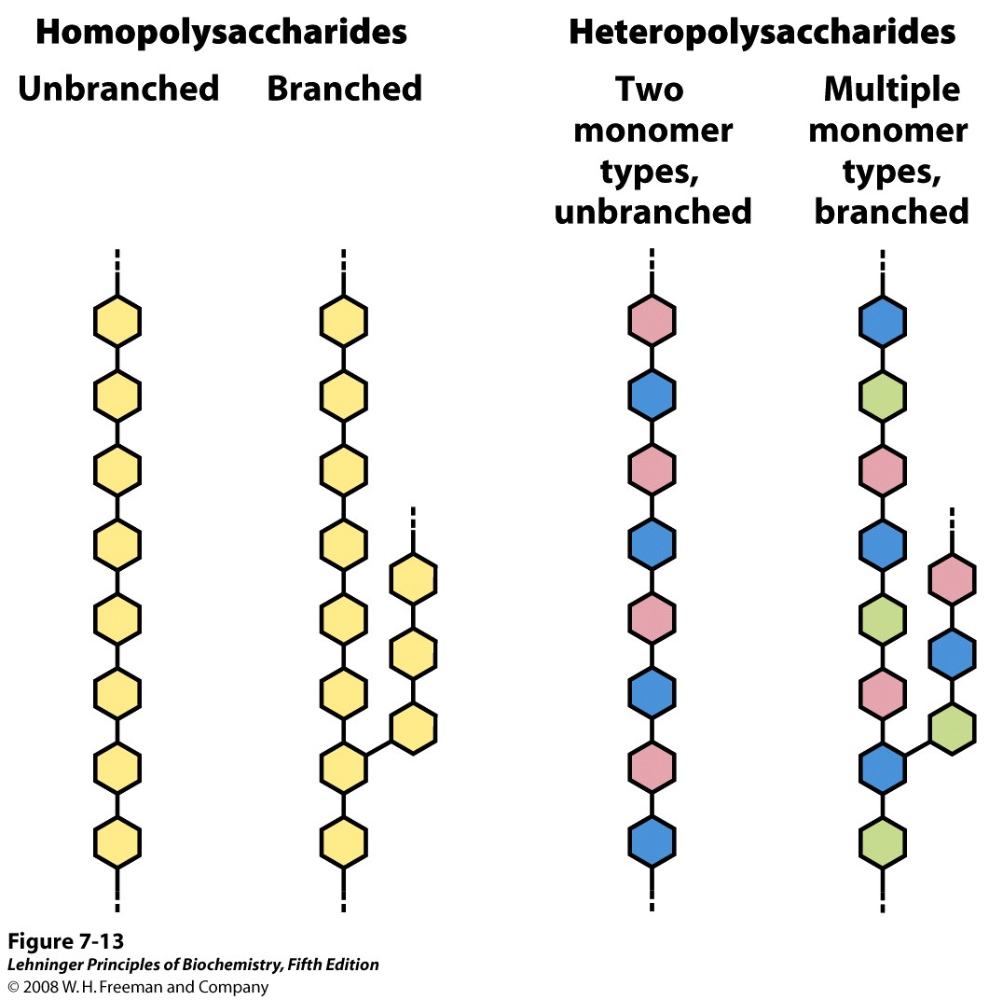 Homopolysaccharides
Unbranched
Branched
Heteropolysaccharides
Two
monomer
types,
unbranched
Multiple
monomer
types,
branched
Figure 7-13
Lehninger Principles of Biochemistry, Fifth Edition
© 2008 W. H. Freeman and Company